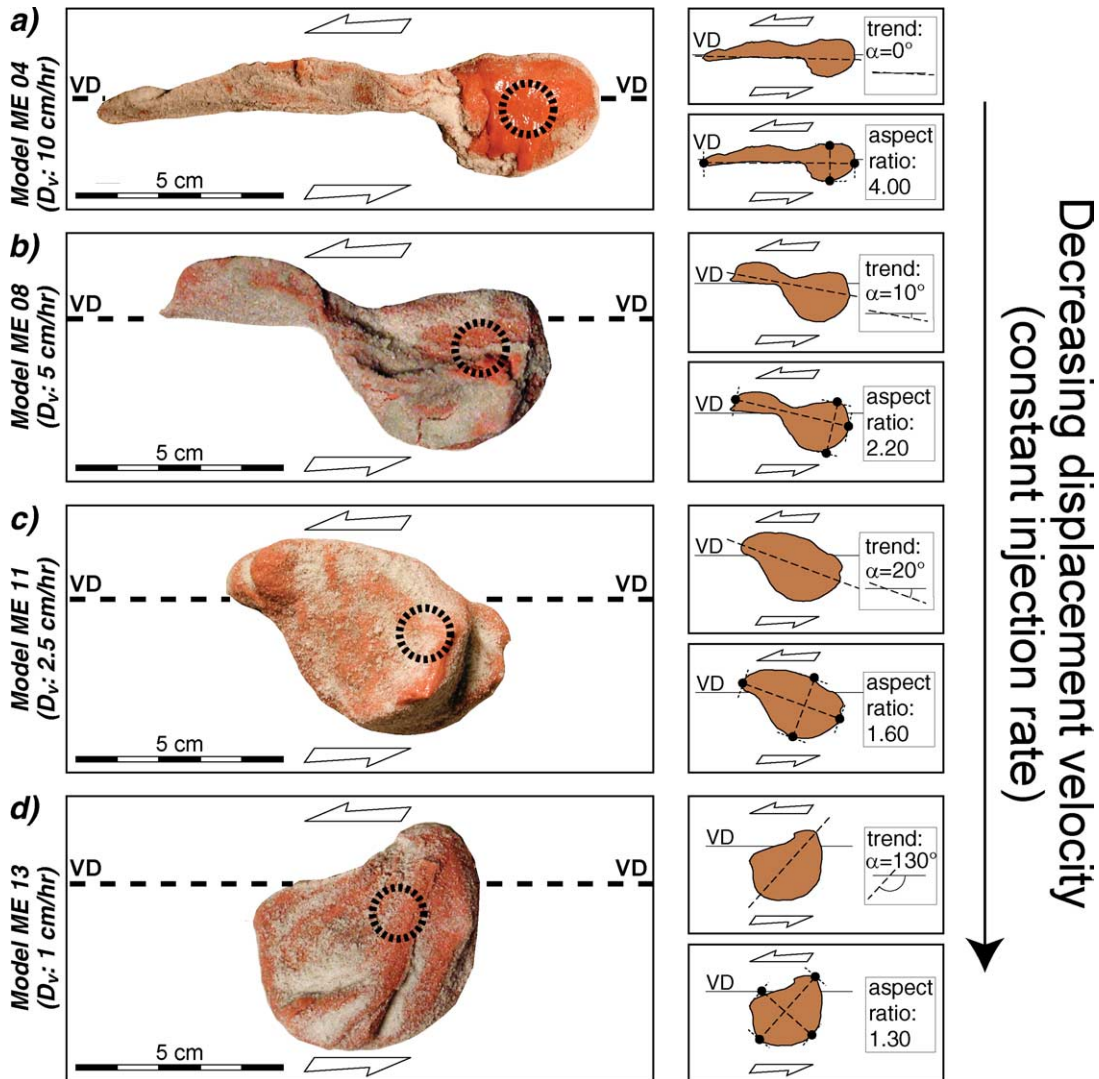 a)
Model ME 04
(Dv: 10 cm/hr)
VD
VD
5 cm
VD
trend:
α=0°
VD
aspect
ratio:
4.00
b)
Model ME 08
(Dv: 5 cm/hr)
VD
VD
5 cm
VD
trend:
α=10°
VD
aspect
ratio:
2.20
c)
Model ME 11
(Dv: 2.5 cm/hr)
VD
VD
5 cm
VD
trend:
α=20°
VD
aspect
ratio:
1.60
d)
Model ME 13
(Dv: 1 cm/hr)
VD
VD
5 cm
VD
trend:
α=130°
VD
aspect
ratio:
1.30
Decreasing displacement velocity
(constant injection rate)